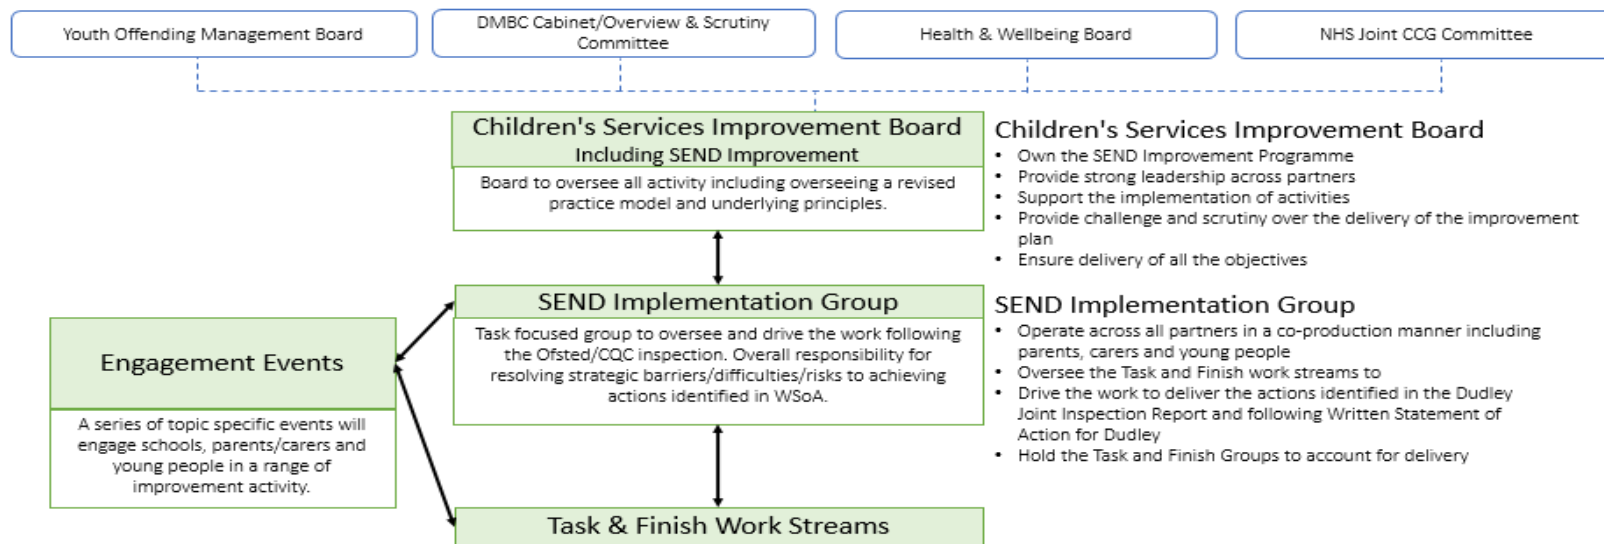 Youth Offending Management Board
DMBC Cabinet/Overview & Scrutiny
Committee
Health & Wellbeing Board
NHS Joint CCG Committee
Children's Services Improvement Board
Including SEND Improvement
Board to oversee all activity including overseeing a revised
practice model and underlying principles.
Children's Services Improvement Board
• Own the SEND Improvement Programme
• Provide strong leadership across partners
• Support the implementation of activities
• Provide challenge and scrutiny over the delivery of the improvement
plan
• Ensure delivery of all the objectives
Engagement Events
A series of topic specific events will
engage schools, parents/carers and
young people in a range of
improvement activity.
SEND Implementation Group
Task focused group to oversee and drive the work following
the Ofsted/CQC inspection. Overall responsibility for
resolving strategic barriers/difficulties/risks to achieving
actions identified in WSoA.
SEND Implementation Group
• Operate across all partners in a co-production manner including
parents, carers and young people
• Oversee the Task and Finish work streams to
• Drive the work to deliver the actions identified in the Dudley
Joint Inspection Report and following Written Statement of
Action for Dudley
• Hold the Task and Finish Groups to account for delivery
Task & Finish Work Streams